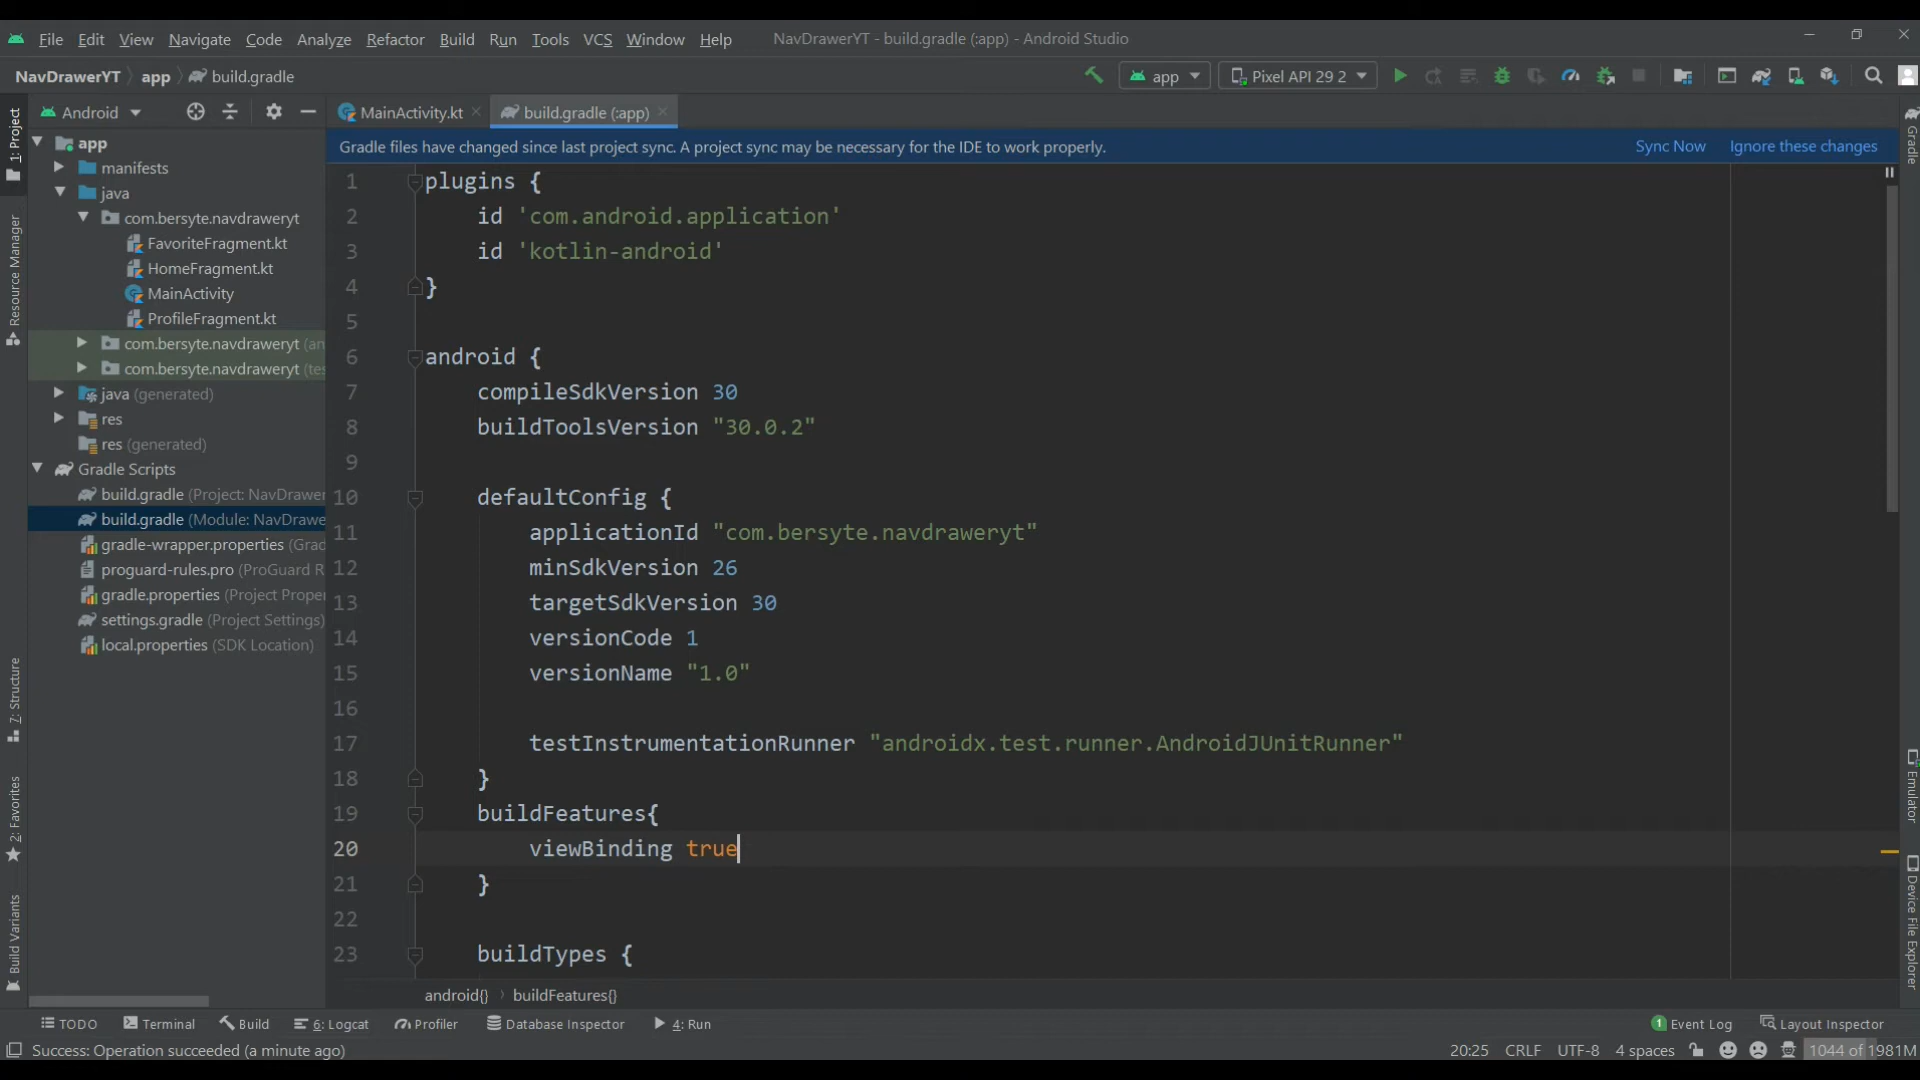 File Edit View Navigate Code Analyze Refactor Build Run Tools VCS Window Help NavDrawerYT - build.gradle (:app) - Android Studio
NavDrawerYT app build.gradle app Pixel API 29 2
Android MainActivity.kt build.gradle (:app)
Gradle files have changed since last project sync. A project sync may be necessary for the IDE to work properly. Sync Now Ignore these changes
1: Project
Resource Manager
7: Structure
2: Favorites
Build Variants
app
manifests
java
com.bersyte.navdraweryt
FavoriteFragment.kt
HomeFragment.kt
MainActivity
ProfileFragment.kt
com.bersyte.navdraweryt (an
com.bersyte.navdraweryt (tes
java (generated)
res
res (generated)
Gradle Scripts
build.gradle (Project: NavDrawer
build.gradle (Module: NavDrawe
gradle-wrapper.properties (Grad
proguard-rules.pro (ProGuard R
gradle.properties (Project Prope
settings.gradle (Project Settings)
local.properties (SDK Location)
1 plugins {
2 id 'com.android.application'
3 id 'kotlin-android'
4 }
5
6 android {
7 compileSdkVersion 30
8 buildToolsVersion "30.0.2"
9
10 defaultConfig {
11 applicationId "com.bersyte.navdraweryt"
12 minSdkVersion 26
13 targetSdkVersion 30
14 versionCode 1
15 versionName "1.0"
16
17 testInstrumentationRunner "androidx.test.runner.AndroidJUnitRunner"
18 }
19 buildFeatures{
20 viewBinding true
21 }
22
23 buildTypes {
android{} buildFeatures{}
Gradle
Emulator
Device File Explorer
TODO Terminal Build 6: Logcat Profiler Database Inspector 4: Run 1 Event Log Layout Inspector
Success: Operation succeeded (a minute ago) 20:25 CRLF UTF-8 4 spaces 1044 of 1981M